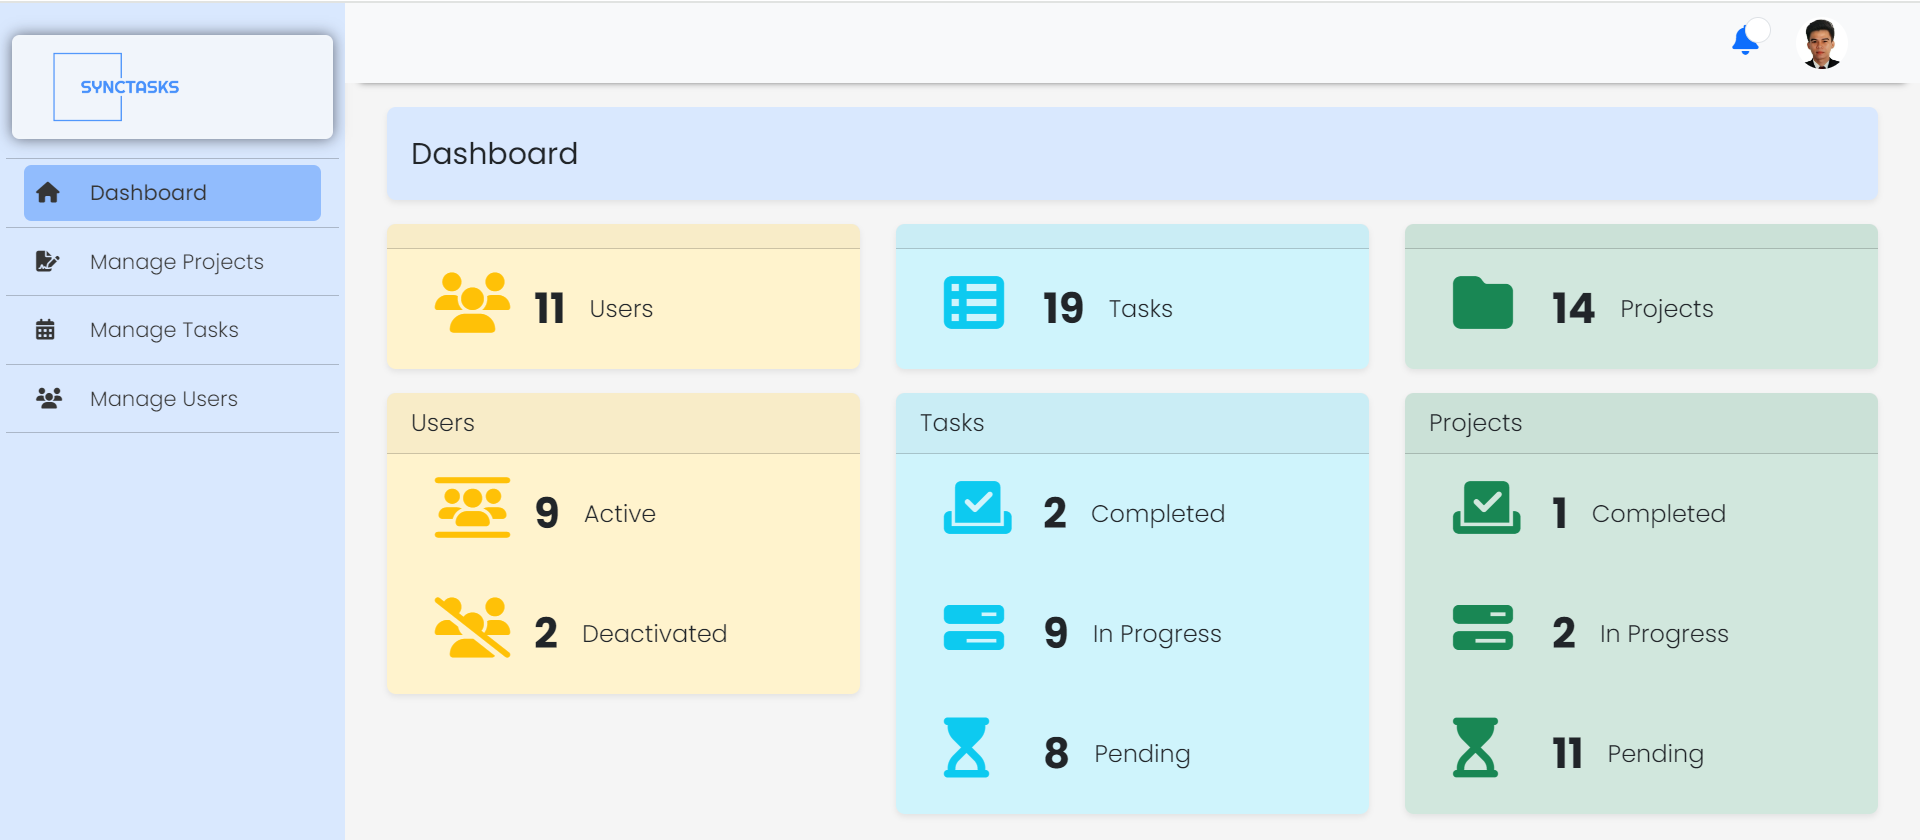 SYNCTASKS
Dashboard
Manage Projects
Manage Tasks
Manage Users
Dashboard
11 Users
19 Tasks
14 Projects
Users
9 Active
2 Deactivated
Tasks
2 Completed
9 In Progress
8 Pending
Projects
1 Completed
2 In Progress
11 Pending